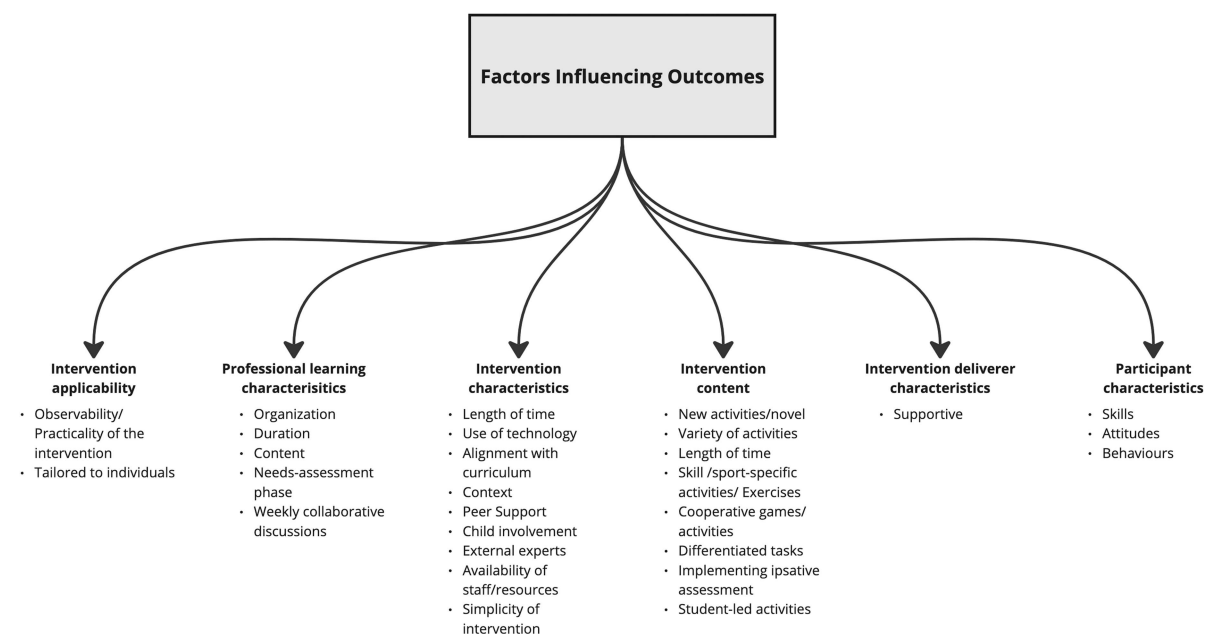 Factors Influencing Outcomes
Intervention
applicability
• Observability/
Practicality of the
intervention
• Tailored to individuals
Professional learning
characterisitics
• Organization
• Duration
• Content
• Needs-assessment
phase
• Weekly collaborative
discussions
Intervention
characteristics
• Length of time
• Use of technology
• Alignment with
curriculum
• Context
• Peer Support
• Child involvement
• External experts
• Availability of
staff/resources
• Simplicity of
intervention
Intervention
content
• New activities/novel
• Variety of activities
• Length of time
• Skill /sport-specific
activities/ Exercises
• Cooperative games/
activities
• Differentiated tasks
• Implementing ipsative
assessment
• Student-led activities
Intervention deliverer
characteristics
• Supportive
Participant
characteristics
• Skills
• Attitudes
• Behaviours